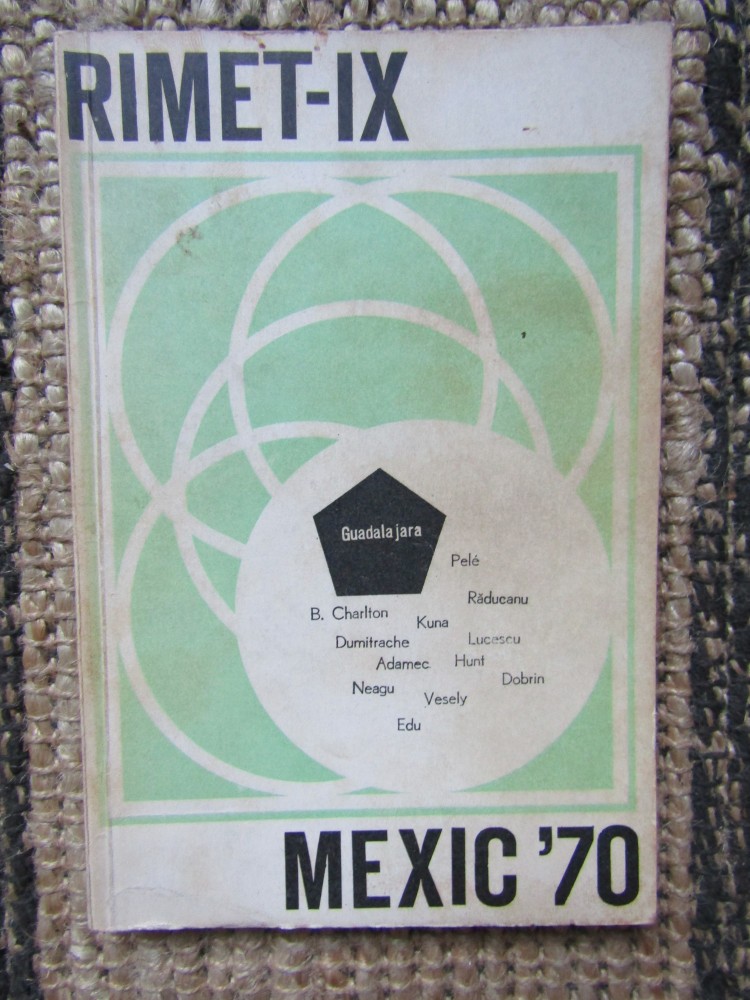 RIMET-IX
Guadalajara
Pelé
Răducanu
B. Charlton
Kuna
Dumitrache
Lucescu
Adamec
Hunt
Dobrin
Neagu
Vesely
Edu
MEXIC '70